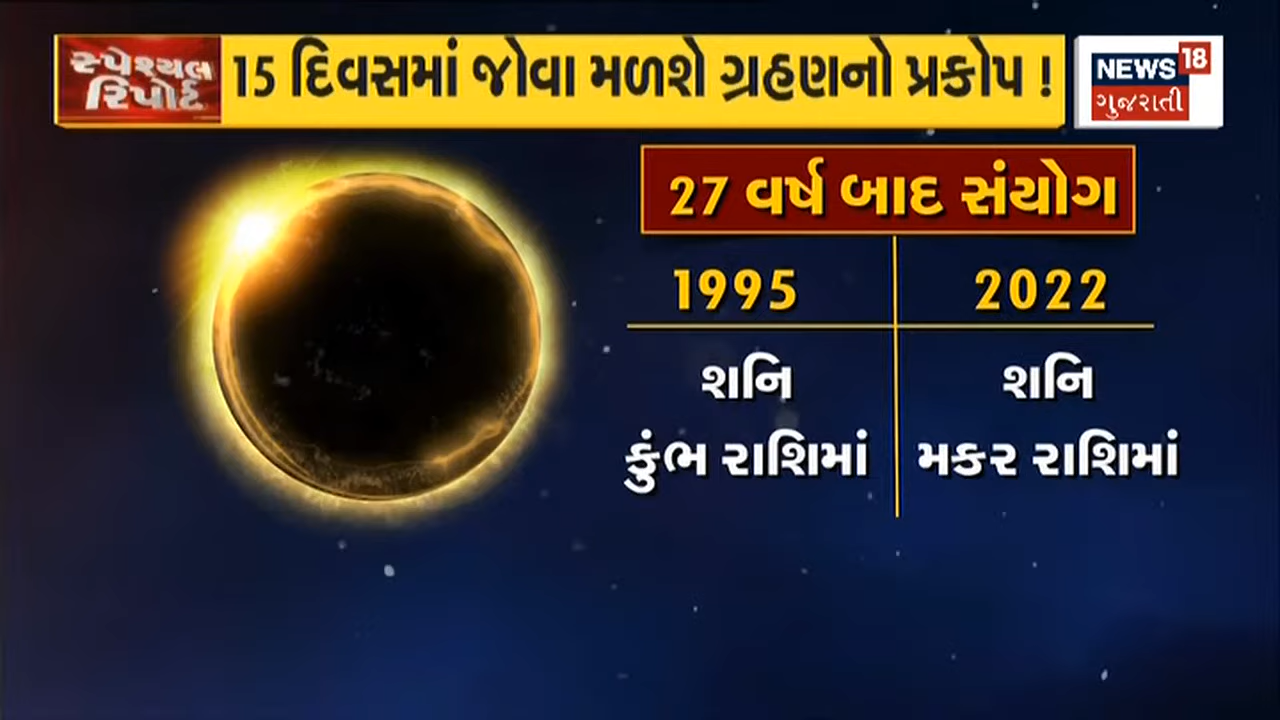 સ્પેશ્યલ
રિપોર્ટ
15 દિવસમાં જોવા મળશે ગ્રહણનો પ્રકોપ !
NEWS 18
ગુજરાતી
27 વર્ષ બાદ સંયોગ
1995
2022
શનિ
શનિ
કુંભ રાશિમાં
મકર રાશિમાં